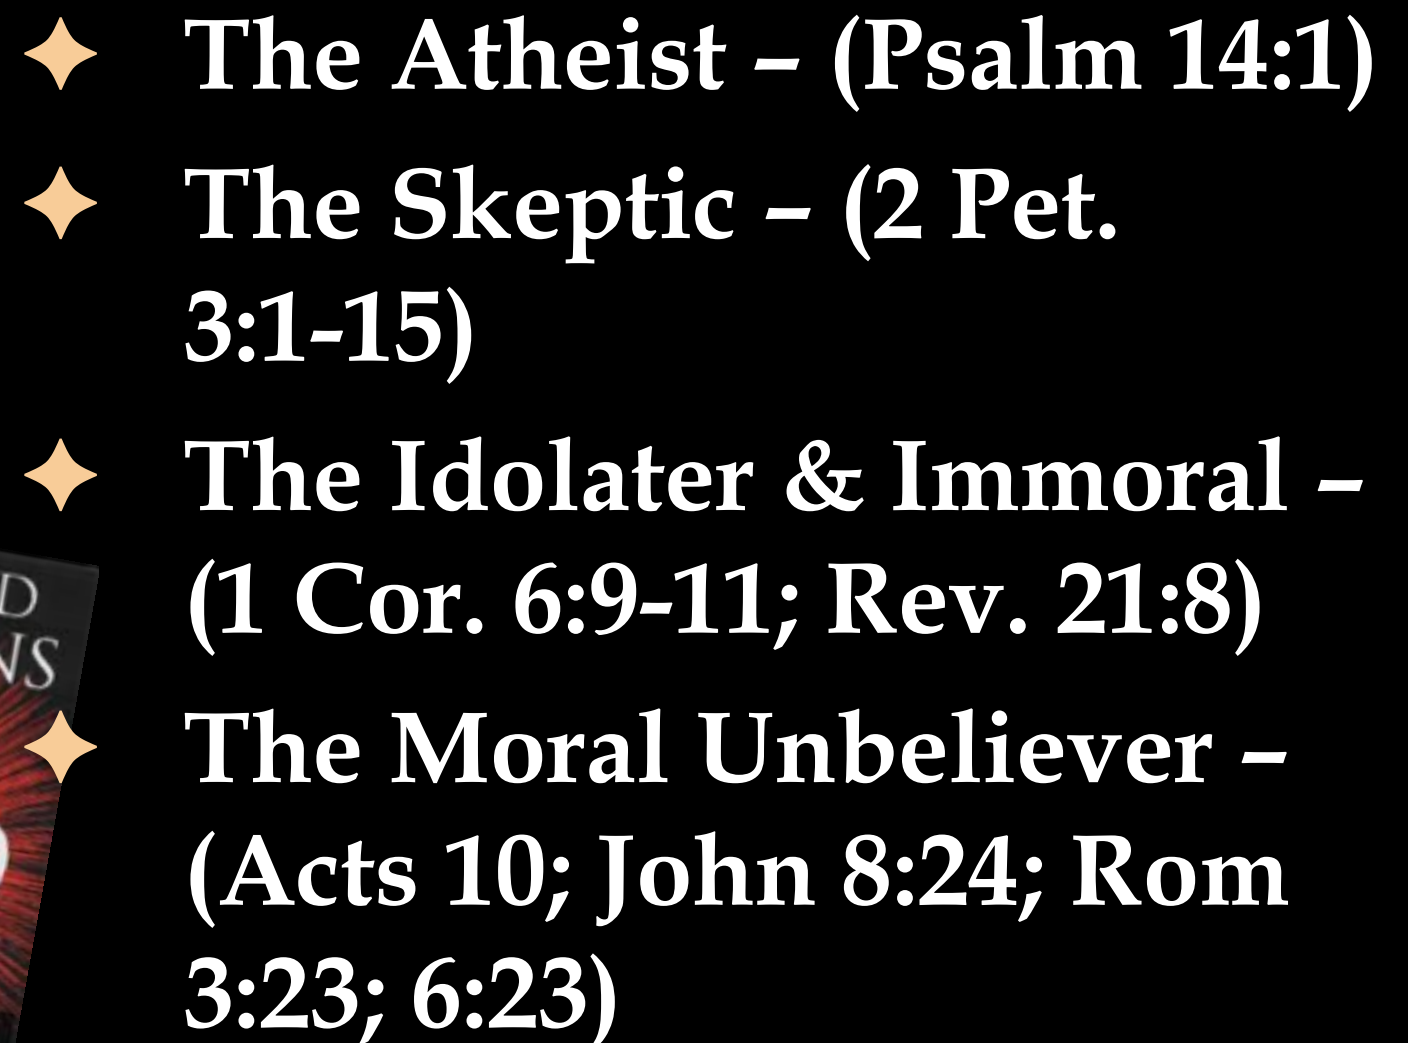 The Atheist – (Psalm 14:1)
The Skeptic – (2 Pet.
3:1-15)
The Idolater & Immoral –
(1 Cor. 6:9-11; Rev. 21:8)
The Moral Unbeliever –
(Acts 10; John 8:24; Rom
3:23; 6:23)